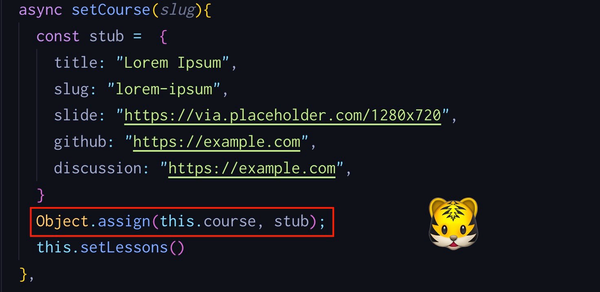 async setCourse(slug){
const stub = {
title: "Lorem Ipsum",
slug: "lorem-ipsum",
slide: "https://via.placeholder.com/1280x720",
github: "https://example.com",
discussion: "https://example.com",
}
Object.assign(this.course, stub);
this.setLessons()
},